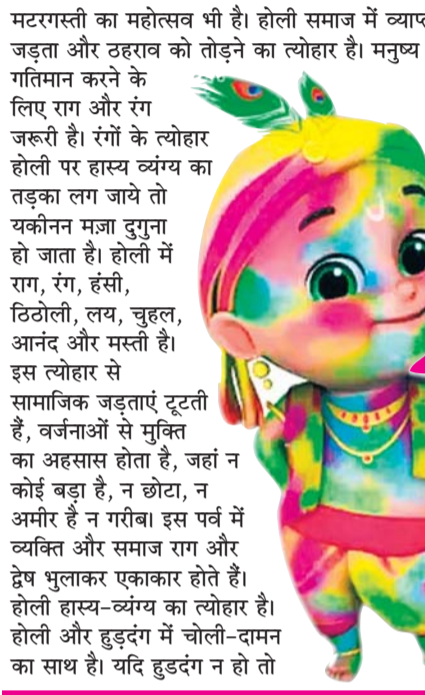 मटरगस्ती का महोत्सव भी है। होली समाज में व्याप्त
जड़ता और ठहराव को तोड़ने का त्योहार है। मनुष्य
गतिमान करने के
लिए राग और रंग
जरूरी है। रंगों के त्योहार
होली पर हास्य व्यंग्य का
तड़का लग जाये तो
यकीनन मज़ा दुगुना
हो जाता है। होली में
राग, रंग, हंसी,
ठिठोली, लय, चुहल,
आनंद और मस्ती है।
इस त्योहार से
सामाजिक जड़ताएं टूटती
हैं, वर्जनाओं से मुक्ति
का अहसास होता है, जहां न
कोई बड़ा है, न छोटा, न
अमीर है न गरीब। इस पर्व में
व्यक्ति और समाज राग और
द्वेष भुलाकर एकाकार होते हैं।
होली हास्य-व्यंग्य का त्योहार है।
होली और हुड़दंग में चोली-दामन
का साथ है। यदि हुडदंग न हो तो